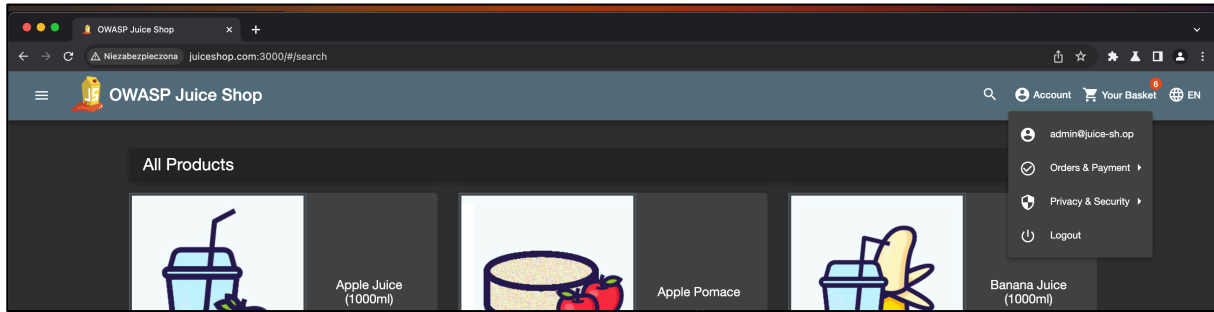 OWASP Juice Shop
Niezabezpieczona juiceshop.com:3000/#/search
OWASP Juice Shop
Account
6
Your Basket
EN
admin@juice-sh.op
Orders & Payment
Privacy & Security
Logout
All Products
Apple Juice
(1000ml)
Apple Pomace
Banana Juice
(1000ml)